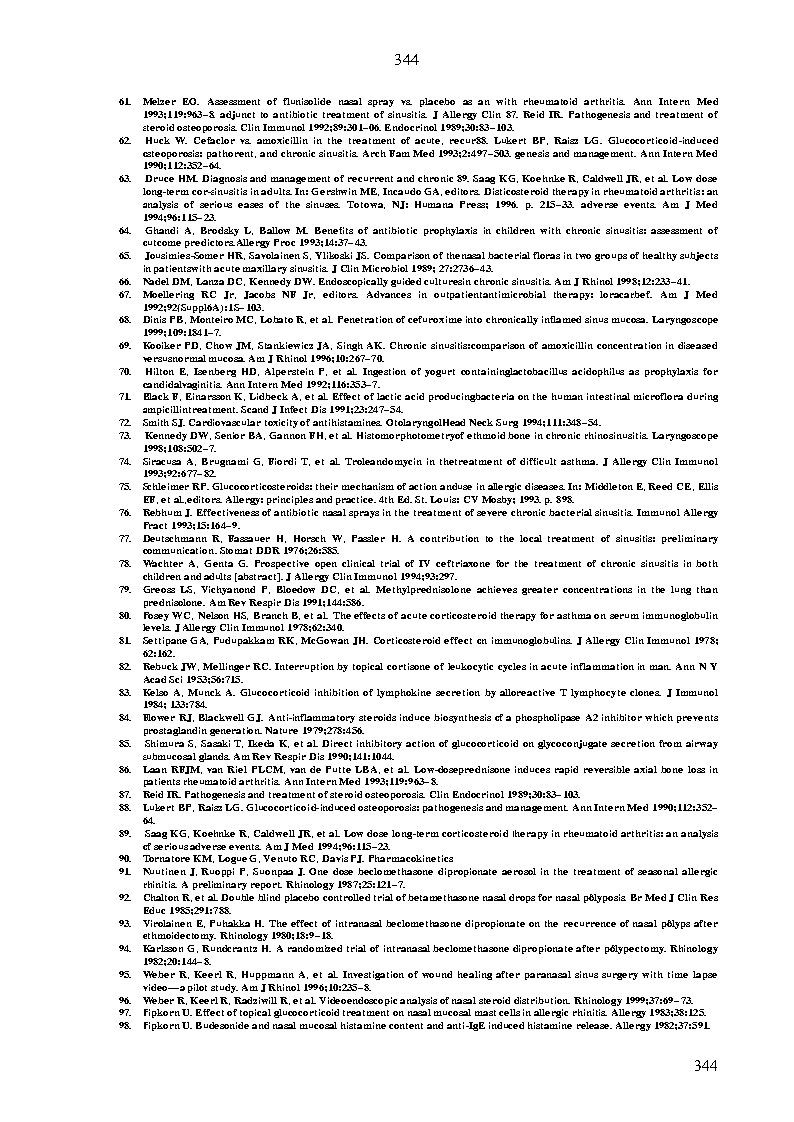 344
61. Melzer EO. Assessment of flunisolide nasal spray vs. placebo as an with rheumatoid arthritis. Ann Intern Med
1993;119:963–8. adjunct to antibiotic treatment of sinusitis. J Allergy Clin 87. Reid IR. Pathogenesis and treatment of
steroid osteoporosis. Clin Immunol 1992;89:301–06. Endocrinol 1989;30:83–103.
62. Huck W. Cefaclor vs. amoxicillin in the treatment of acute, recur88. Lukert BP, Raisz LG. Glucocorticoid-induced
osteoporosis: pathorent, and chronic sinusitis. Arch Fam Med 1993;2:497–503. genesis and management. Ann Intern Med
1990;112:352–64.
63. Druce HM. Diagnosis and management of recurrent and chronic 89. Saag KG, Koehnke R, Caldwell JR, et al. Low dose
long-term cor-sinusitis in adults. In: Gershwin ME, Incaudo GA, editors. Disticosteroid therapy in rheumatoid arthritis: an
analysis of serious eases of the sinuses. Totowa, NJ: Humana Press; 1996. p. 215–33. adverse events. Am J Med
1994;96:115–23.
64. Ghandi A, Brodsky L, Ballow M. Benefits of antibiotic prophylaxis in children with chronic sinusitis: assessment of
outcome predictors.Allergy Proc 1993;14:37–43.
65. Jousimies-Somer HR, Savolainen S, Ylikoski JS. Comparison of thenasal bacterial floras in two groups of healthy subjects
in patientswith acute maxillary sinusitis. J Clin Microbiol 1989; 27:2736–43.
66. Nadel DM, Lanza DC, Kennedy DW. Endoscopically guided culturesin chronic sinusitis. Am J Rhinol 1998;12:233–41.
67. Moellering RC Jr, Jacobs NF Jr, editors. Advances in outpatientantimicrobial therapy: loracarbef. Am J Med
1992;92(Suppl6A):1S–103.
68. Dinis PB, Monteiro MC, Lobato R, et al. Penetration of cefuroxime into chronically inflamed sinus mucosa. Laryngoscope
1999;109:1841–7.
69. Kooiker PD, Chow JM, Stankiewicz JA, Singh AK. Chronic sinusitis:comparison of amoxicillin concentration in diseased
versusnormal mucosa. Am J Rhinol 1996;10:267–70.
70. Hilton E, Isenberg HD, Alperstein P, et al. Ingestion of yogurt containinglactobacillus acidophilus as prophylaxis for
candidalvaginitis. Ann Intern Med 1992;116:353–7.
71. Black F, Einarsson K, Lidbeck A, et al. Effect of lactic acid producingbacteria on the human intestinal microflora during
ampicillintreatment. Scand J Infect Dis 1991;23:247–54.
72. Smith SJ. Cardiovascular toxicity of antihistamines. OtolaryngolHead Neck Surg 1994;111:348–54.
73. Kennedy DW, Senior BA, Gannon FH, et al. Histomorphotometryof ethmoid bone in chronic rhinosinusitis. Laryngoscope
1998;108:502–7.
74. Siracusa A, Brugnami G, Fiordi T, et al. Troleandomycin in thetreatment of difficult asthma. J Allergy Clin Immunol
1993;92:677–82.
75. Schleimer RP. Glucocorticosteroids: their mechanism of action anduse in allergic diseases. In: Middleton E, Reed CE, Ellis
EF, et al.,editors. Allergy: principles and practice. 4th Ed. St. Louis: CV Mosby; 1993. p. 898.
76. Rebhum J. Effectiveness of antibiotic nasal sprays in the treatment of severe chronic bacterial sinusitis. Immunol Allergy
Pract 1993;15:164–9.
77. Deutschmann R, Fassauer H, Horsch W, Passler H. A contribution to the local treatment of sinusitis: preliminary
communication. Stomat DDR 1976;26:585.
78. Wachter A, Genta G. Prospective open clinical trial of IV ceftriaxone for the treatment of chronic sinusitis in both
children and adults [abstract]. J Allergy Clin Immunol 1994;93:297.
79. Greoss LS, Vichyanond P, Bloedow DC, et al. Methylprednisolone achieves greater concentrations in the lung than
prednisolone. Am Rev Respir Dis 1991;144:586.
80. Posey WC, Nelson HS, Branch B, et al. The effects of acute corticosteroid therapy for asthma on serum immunoglobulin
levels. J Allergy Clin Immunol 1978;62:340.
81. Settipane GA, Pudupakkam RK, McGowan JH. Corticosteroid effect on immunoglobulins. J Allergy Clin Immunol 1978;
62:162.
82. Rebuck JW, Mellinger RC. Interruption by topical cortisone of leukocytic cycles in acute inflammation in man. Ann N Y
Acad Sci 1953;56:715.
83. Kelso A, Munck A. Glucocorticoid inhibition of lymphokine secretion by alloreactive T lymphocyte clones. J Immunol
1984; 133:784.
84. Flower RJ, Blackwell GJ. Anti-inflammatory steroids induce biosynthesis of a phospholipase A2 inhibitor which prevents
prostaglandin generation. Nature 1979;278:456.
85. Shimura S, Sasaki T, Ikeda K, et al. Direct inhibitory action of glucocorticoid on glycoconjugate secretion from airway
submucosal glands. Am Rev Respir Dis 1990;141:1044.
86. Laan RFJM, van Riel PLCM, van de Putte LBA, et al. Low-doseprednisone induces rapid reversible axial bone loss in
patients rheumatoid arthritis. Ann Intern Med 1993;119:963–8.
87. Reid IR. Pathogenesis and treatment of steroid osteoporosis. Clin Endocrinol 1989;30:83–103.
88. Lukert BP, Raisz LG. Glucocorticoid-induced osteoporosis: pathogenesis and management. Ann Intern Med 1990;112:352–
64.
89. Saag KG, Koehnke R, Caldwell JR, et al. Low dose long-term corticosteroid therapy in rheumatoid arthritis: an analysis
of serious adverse events. Am J Med 1994;96:115–23.
90. Tornatore KM, Logue G, Venuto RC, Davis PJ. Pharmacokinetics
91. Nuutinen J, Ruoppi P, Suonpaa J. One dose beclomethasone dipropionate aerosol in the treatment of seasonal allergic
rhinitis. A preliminary report. Rhinology 1987;25:121–7.
92. Chalton R, et al. Double blind placebo controlled trial of betamethasone nasal drops for nasal pólyposis. Br Med J Clin Res
Educ 1985;291:788.
93. Virolainen E, Puhakka H. The effect of intranasal beclomethasone dipropionate on the recurrence of nasal pólyps after
ethmoidectomy. Rhinology 1980;18:9–18.
94. Karlsson G, Rundcrantz H. A randomized trial of intranasal beclomethasone dipropionate after pólypectomy. Rhinology
1982;20:144–8.
95. Weber R, Keerl R, Huppmann A, et al. Investigation of wound healing after paranasal sinus surgery with time lapse
video—a pilot study. Am J Rhinol 1996;10:235–8.
96. Weber R, Keerl R, Radziwill R, et al. Videoendoscopic analysis of nasal steroid distribution. Rhinology 1999;37:69–73.
97. Pipkorn U. Effect of topical glucocorticoid treatment on nasal mucosal mast cells in allergic rhinitis. Allergy 1983;38:125.
98. Pipkorn U. Budesonide and nasal mucosal histamine content and anti-IgE induced histamine release. Allergy 1982;37:591.
344